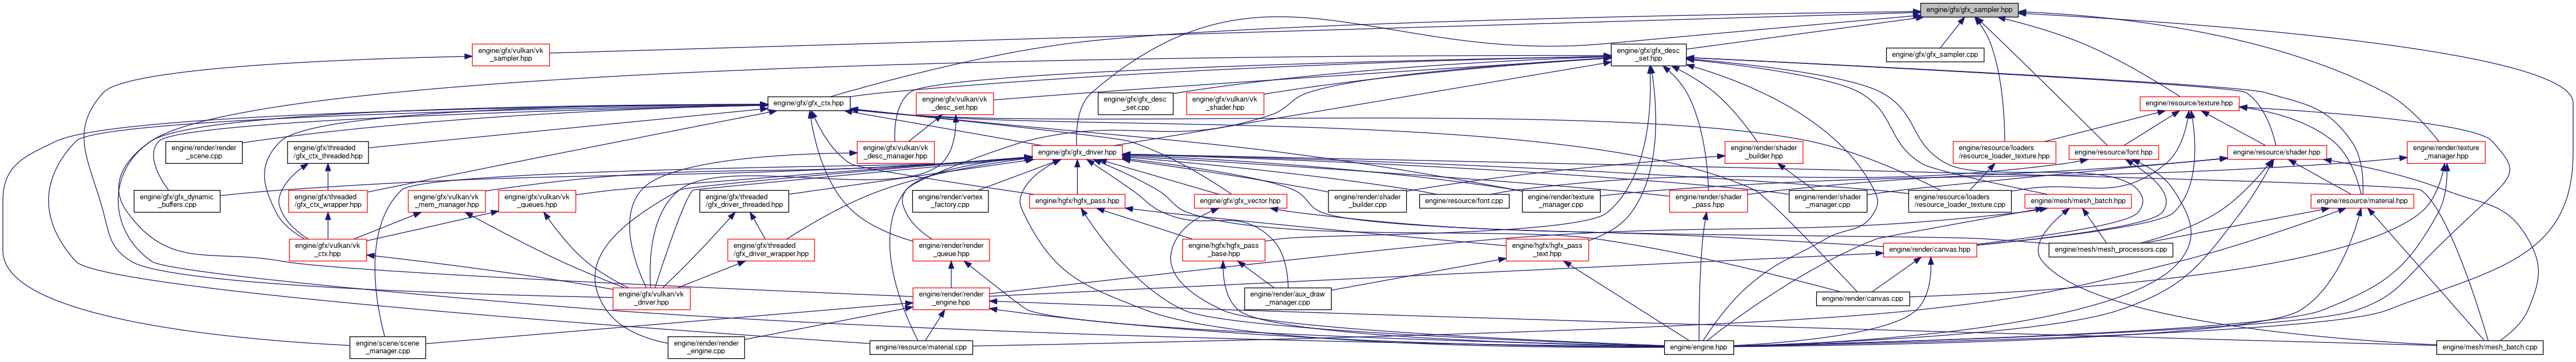 engine/gfx/gfx_sampler.hpp
engine/gfx/vulkan/vk
_sampler.hpp
engine/gfx/gfx_desc
_set.hpp
engine/gfx/gfx_sampler.cpp
engine/gfx/gfx_ctx.hpp
engine/gfx/vulkan/vk
_desc_set.hpp
engine/gfx/gfx_desc
_set.cpp
engine/gfx/vulkan/vk
_shader.hpp
engine/resource/texture.hpp
engine/render/render
_scene.cpp
engine/gfx/threaded
/gfx_ctx_threaded.hpp
engine/gfx/vulkan/vk
_desc_manager.hpp
engine/gfx/gfx_driver.hpp
engine/render/shader
_builder.hpp
engine/resource/loaders
/resource_loader_texture.hpp
engine/resource/font.hpp
engine/resource/shader.hpp
engine/render/texture
_manager.hpp
engine/gfx/gfx_dynamic
_buffers.cpp
engine/gfx/threaded
/gfx_ctx_wrapper.hpp
engine/gfx/vulkan/vk
_mem_manager.hpp
engine/gfx/vulkan/vk
_queues.hpp
engine/gfx/threaded
/gfx_driver_threaded.hpp
engine/render/vertex
_factory.cpp
engine/hgfx/hgfx_pass.hpp
engine/gfx/gfx_vector.hpp
engine/render/shader
_builder.cpp
engine/resource/font.cpp
engine/render/texture
_manager.cpp
engine/render/shader
_pass.hpp
engine/mesh/mesh_batch.hpp
engine/render/shader
_manager.cpp
engine/resource/loaders
/resource_loader_texture.cpp
engine/resource/material.hpp
engine/gfx/vulkan/vk
_ctx.hpp
engine/gfx/threaded
/gfx_driver_wrapper.hpp
engine/render/render
_queue.hpp
engine/hgfx/hgfx_pass
_base.hpp
engine/hgfx/hgfx_pass
_text.hpp
engine/render/canvas.hpp
engine/mesh/mesh_processors.cpp
engine/gfx/vulkan/vk
_driver.hpp
engine/render/render
_engine.hpp
engine/render/aux_draw
_manager.cpp
engine/render/canvas.cpp
engine/scene/scene
_manager.cpp
engine/render/render
_engine.cpp
engine/resource/material.cpp
engine/engine.hpp
engine/mesh/mesh_batch.cpp